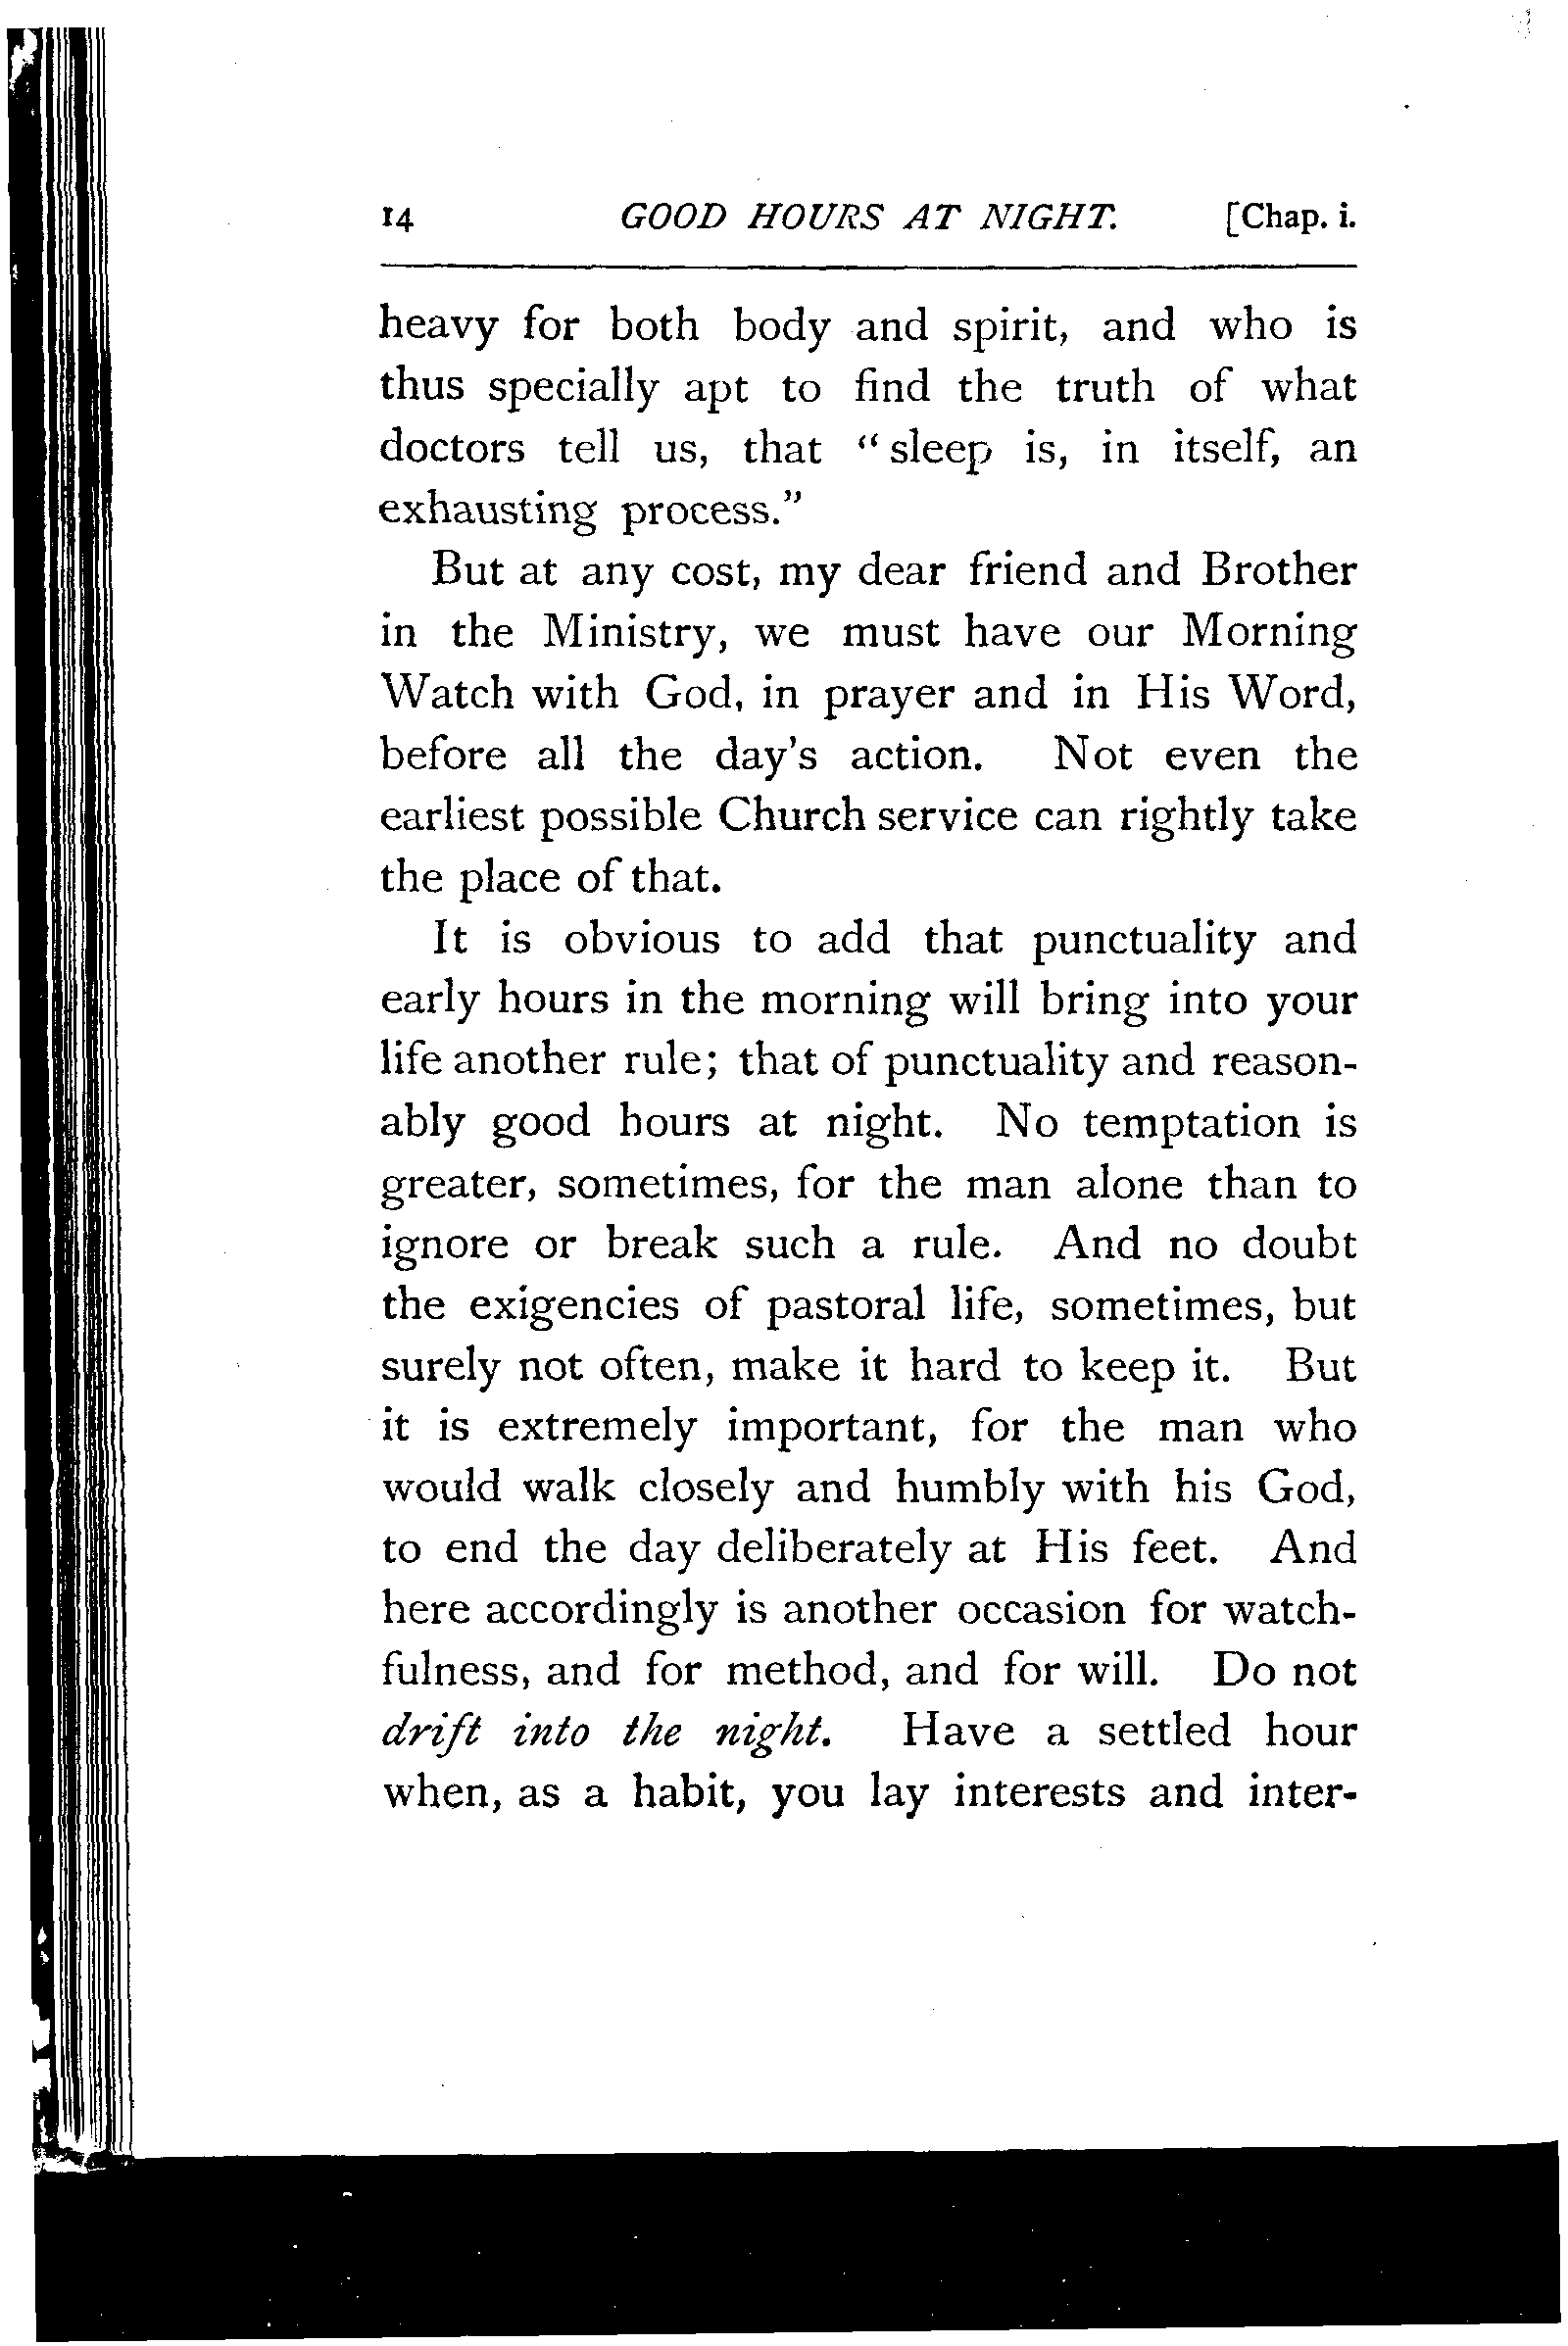 14 GOOD HOURS AT NIGHT. [Chap. i.
heavy for both body and spirit, and who is
thus specially apt to find the truth of what
doctors tell us, that “sleep is, in itself, an
exhausting process.”
But at any cost, my dear friend and Brother
in the Ministry, we must have our Morning
Watch with God, in prayer and in His Word,
before all the day's action. Not even the
earliest possible Church service can rightly take
the place of that.
It is obvious to add that punctuality and
early hours in the morning will bring into your
life another rule; that of punctuality and reason-
ably good hours at night. No temptation is
greater, sometimes, for the man alone than to
ignore or break such a rule. And no doubt
the exigencies of pastoral life, sometimes, but
surely not often, make it hard to keep it. But
it is extremely important, for the man who
would walk closely and humbly with his God,
to end the day deliberately at His feet. And
here accordingly is another occasion for watch-
fulness, and for method, and for will. Do not
drift into the night. Have a settled hour
when, as a habit, you lay interests and inter-